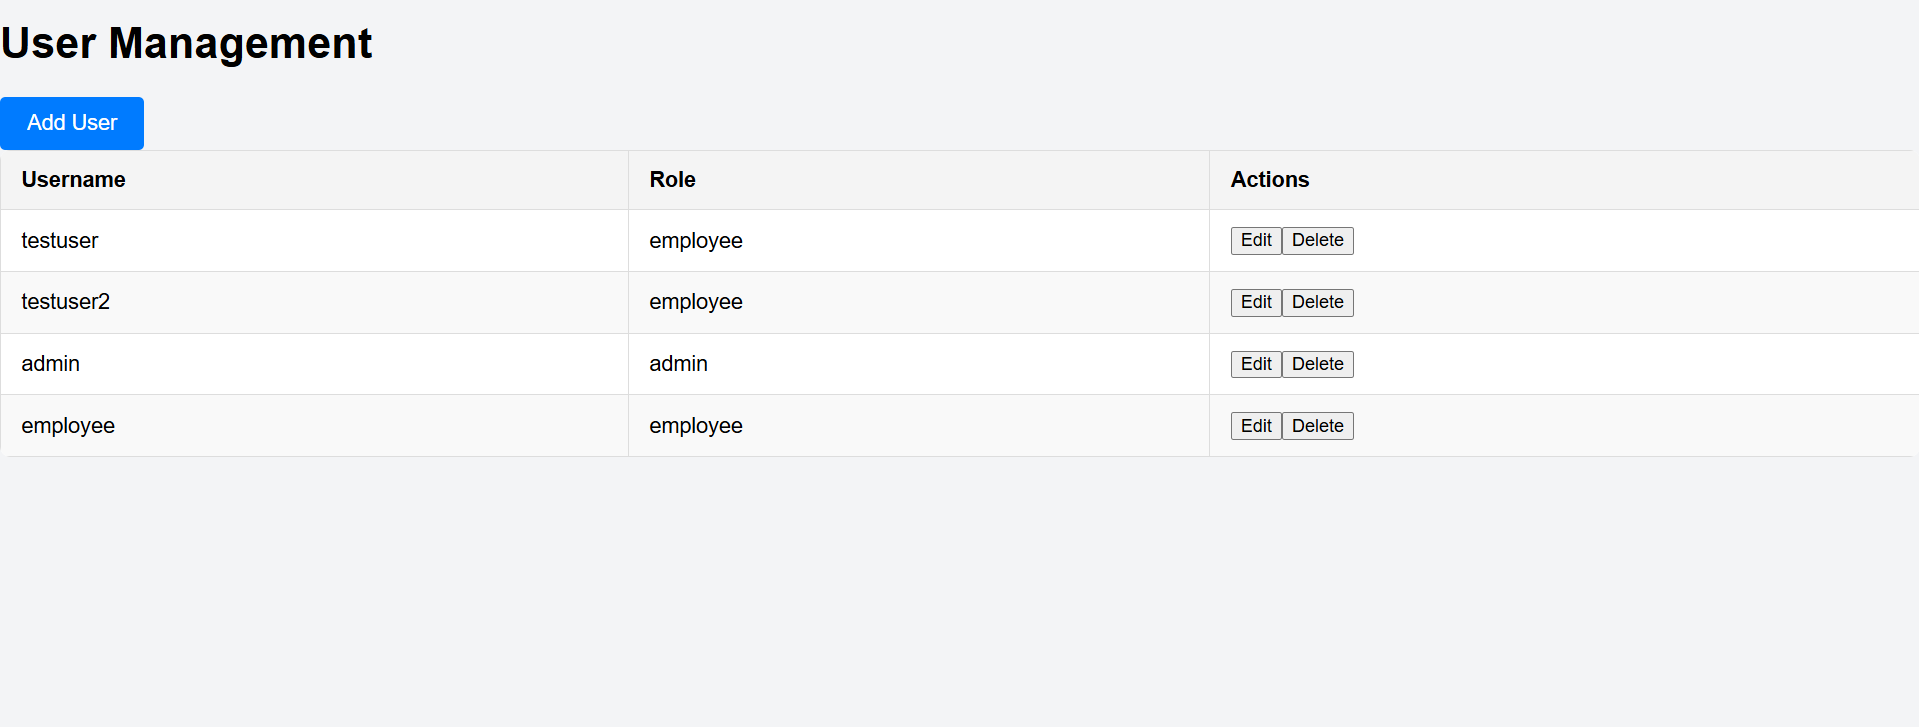 User Management
Add User
Username Role Actions
testuser employee Edit Delete
testuser2 employee Edit Delete
admin admin Edit Delete
employee employee Edit Delete